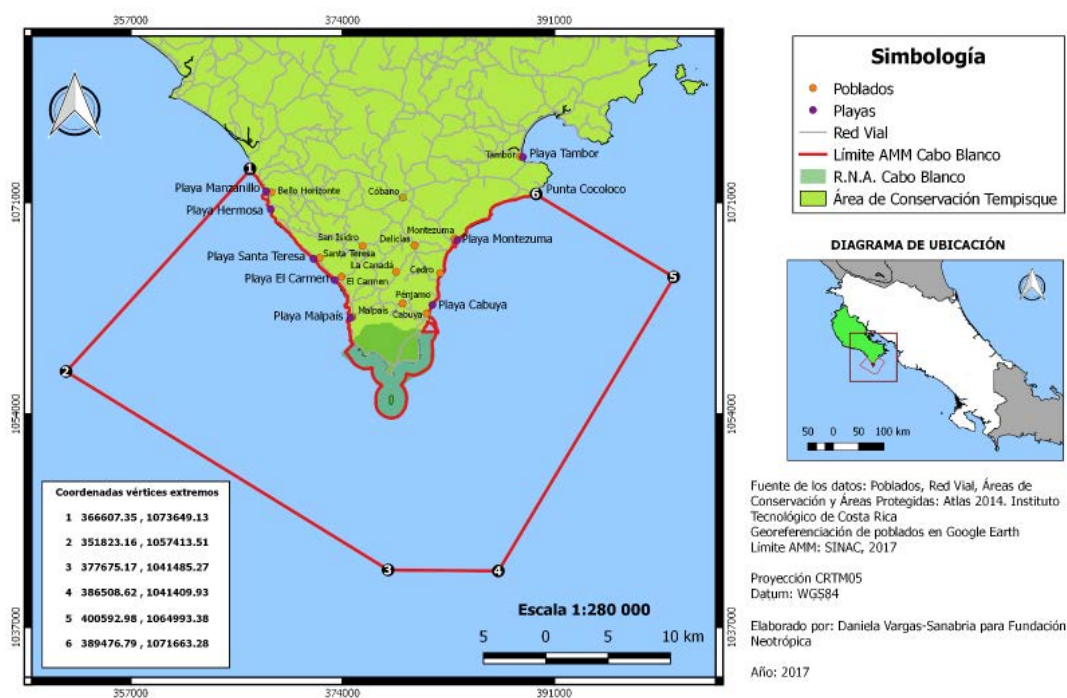 357000
374000
391000
1071000
1054000
1037000
1071000
1054000
1037000
357000
374000
391000
1
2
3
4
5
6
Tambor
Playa Tambor
Punta Cocoloco
Playa Manzanillo
Bello Horizonte
Cóbano
Playa Hermosa
San Isidro
Delicias
Montezuma
Playa Montezuma
Playa Santa Teresa
Santa Teresa
La Canadá
Cedro
Playa El Carmen
El Carmen
Pénjamo
Playa Cabuya
Playa Malpaís
Malpaís
Cabuya
Coordenadas vértices extremos
1 366607.35 , 1073649.13
2 351823.16 , 1057413.51
3 377675.17 , 1041485.27
4 386508.62 , 1041409.93
5 400592.98 , 1064993.38
6 389476.79 , 1071663.28
Escala 1:280 000
5 0 5 10 km
Simbología
Poblados
Playas
Red Vial
Límite AMM Cabo Blanco
R.N.A. Cabo Blanco
Área de Conservación Tempisque
DIAGRAMA DE UBICACIÓN
50 0 50 100 km
Fuente de los datos: Poblados, Red Vial, Áreas de
Conservación y Áreas Protegidas: Atlas 2014. Instituto
Tecnológico de Costa Rica
Georeferenciación de poblados en Google Earth
Límite AMM: SINAC, 2017
Proyección CRTM05
Datum: WGS84
Elaborado por: Daniela Vargas-Sanabria para Fundación
Neotrópica
Año: 2017